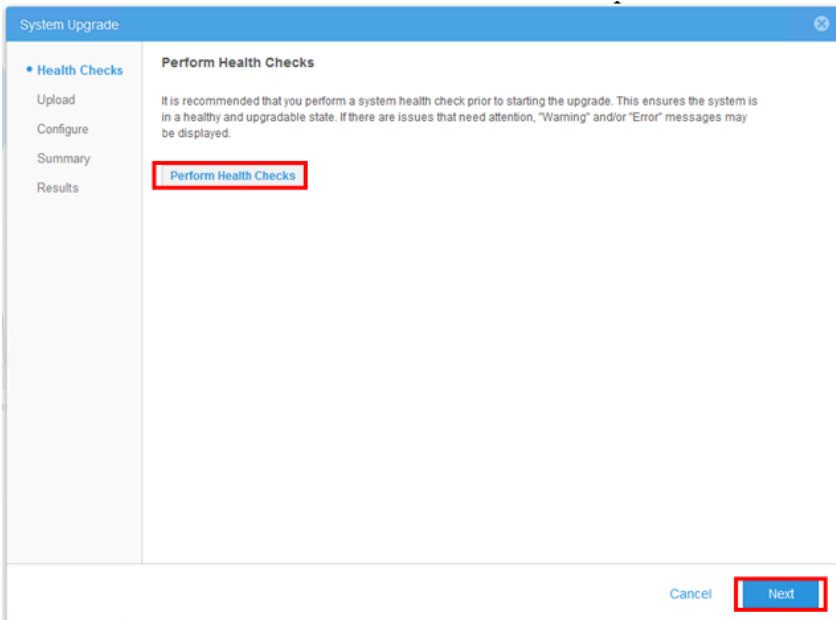 System Upgrade
Health Checks
Upload
Configure
Summary
Results
Perform Health Checks
It is recommended that you perform a system health check prior to starting the upgrade. This ensures the system is
in a healthy and upgradable state. If there are issues that need attention, "Warning" and/or "Error" messages may
be displayed.
Perform Health Checks
Cancel
Next